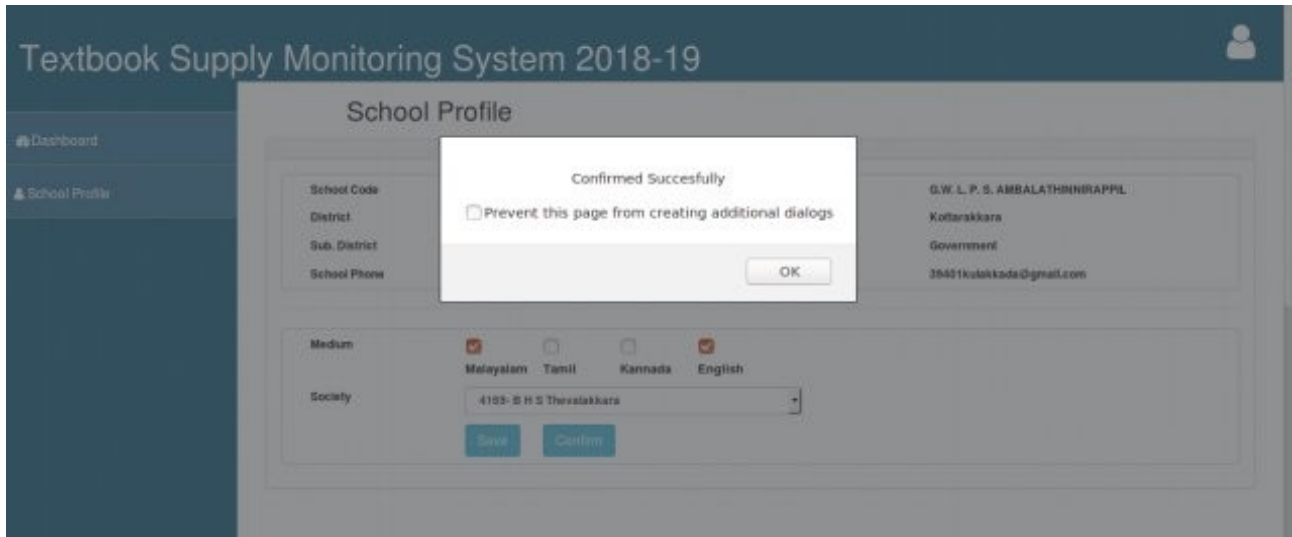 Textbook Supply Monitoring System 2018-19
School Profile
Dashboard
School Profile
Confirmed Succesfully
Prevent this page from creating additional dialogs
OK
School Code
G.W. L. P. S. AMBALATHINNIRAPPIL
District
Kottarakkara
Sub. District
Government
School Phone
39401kulakkada@gmail.com
Medium
Malayalam Tamil Kannada English
Society
4169- B H S Thevalakkara
Save Confirm